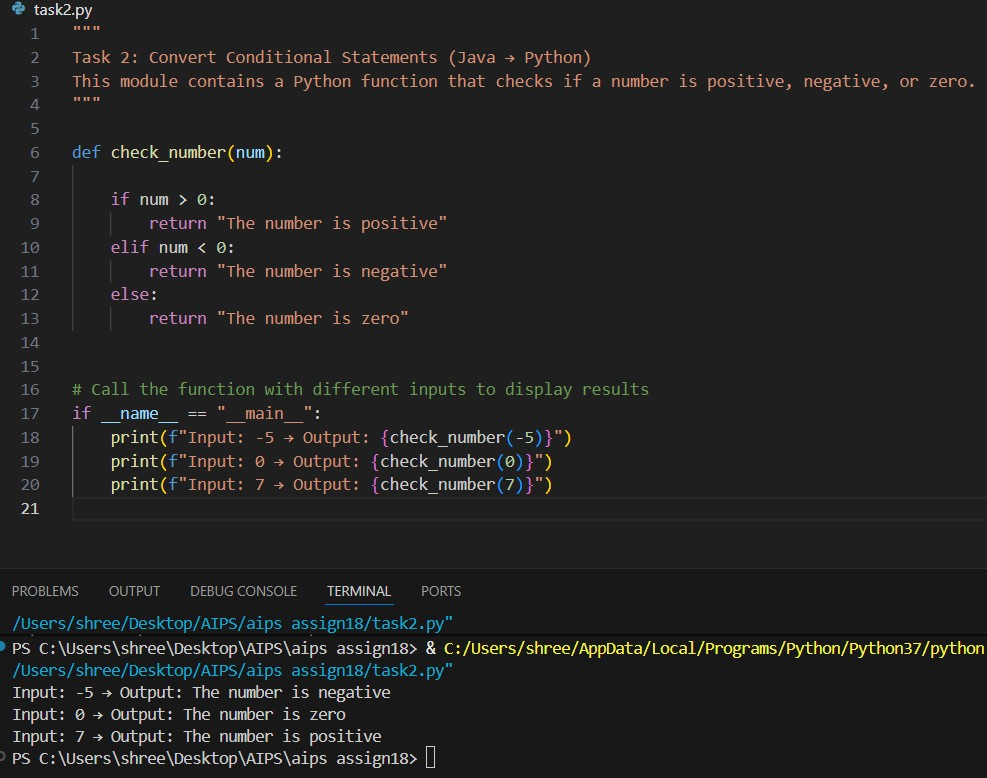 task2.py
1 """
2 Task 2: Convert Conditional Statements (Java → Python)
3 This module contains a Python function that checks if a number is positive, negative, or zero.
4 """
5
6 def check_number(num):
7
8     if num > 0:
9         return "The number is positive"
10     elif num < 0:
11         return "The number is negative"
12     else:
13         return "The number is zero"
14
15
16 # Call the function with different inputs to display results
17 if __name__ == "__main__":
18     print(f"Input: -5 → Output: {check_number(-5)}")
19     print(f"Input: 0 → Output: {check_number(0)}")
20     print(f"Input: 7 → Output: {check_number(7)}")
21
PROBLEMS OUTPUT DEBUG CONSOLE TERMINAL PORTS
/Users/shree/Desktop/AIPS/aips assign18/task2.py"
PS C:\Users\shree\Desktop\AIPS\aips assign18> & C:/Users/shree/AppData/Local/Programs/Python/Python37/python
/Users/shree/Desktop/AIPS/aips assign18/task2.py"
Input: -5 → Output: The number is negative
Input: 0 → Output: The number is zero
Input: 7 → Output: The number is positive
PS C:\Users\shree\Desktop\AIPS\aips assign18>